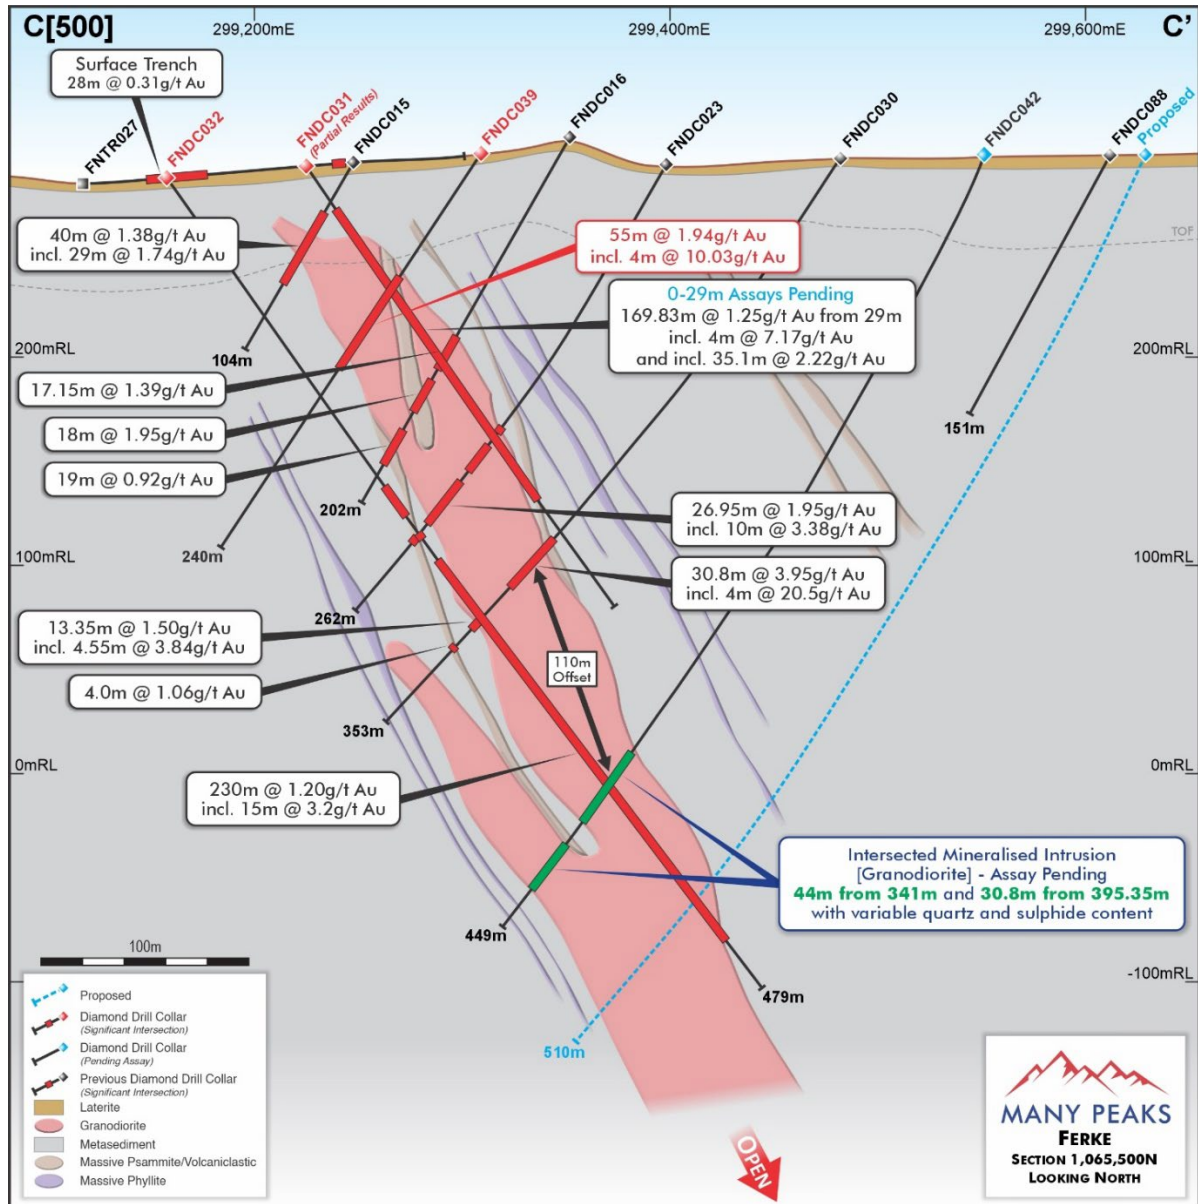 C[500]
299,200mE
299,400mE
299,600mE
C'
Surface Trench
28m @ 0.31g/t Au
FNTR027
FNDC032
FNDC031
(Partial Results)
FNDC015
FNDC039
FNDC016
FNDC023
FNDC030
FNDC042
FNDC088
Proposed
TOF
40m @ 1.38g/t Au
incl. 29m @ 1.74g/t Au
55m @ 1.94g/t Au
incl. 4m @ 10.03g/t Au
0-29m Assays Pending
169.83m @ 1.25g/t Au from 29m
incl. 4m @ 7.17g/t Au
and incl. 35.1m @ 2.22g/t Au
200mRL
200mRL
104m
17.15m @ 1.39g/t Au
18m @ 1.95g/t Au
19m @ 0.92g/t Au
151m
202m
26.95m @ 1.95g/t Au
incl. 10m @ 3.38g/t Au
240m
100mRL
100mRL
30.8m @ 3.95g/t Au
incl. 4m @ 20.5g/t Au
262m
13.35m @ 1.50g/t Au
incl. 4.55m @ 3.84g/t Au
110m
Offset
4.0m @ 1.06g/t Au
353m
0mRL
0mRL
230m @ 1.20g/t Au
incl. 15m @ 3.2g/t Au
Intersected Mineralised Intrusion
[Granodiorite] - Assay Pending
44m from 341m and 30.8m from 395.35m
with variable quartz and sulphide content
449m
479m
-100mRL
510m
100m
Proposed
Diamond Drill Collar
(Significant Intersection)
Diamond Drill Collar
(Pending Assay)
Previous Diamond Drill Collar
(Significant Intersection)
Laterite
Granodiorite
Metasediment
Massive Psammite/Volcaniclastic
Massive Phyllite
OPEN
MANY PEAKS
FERKE
SECTION 1,065,500N
LOOKING NORTH